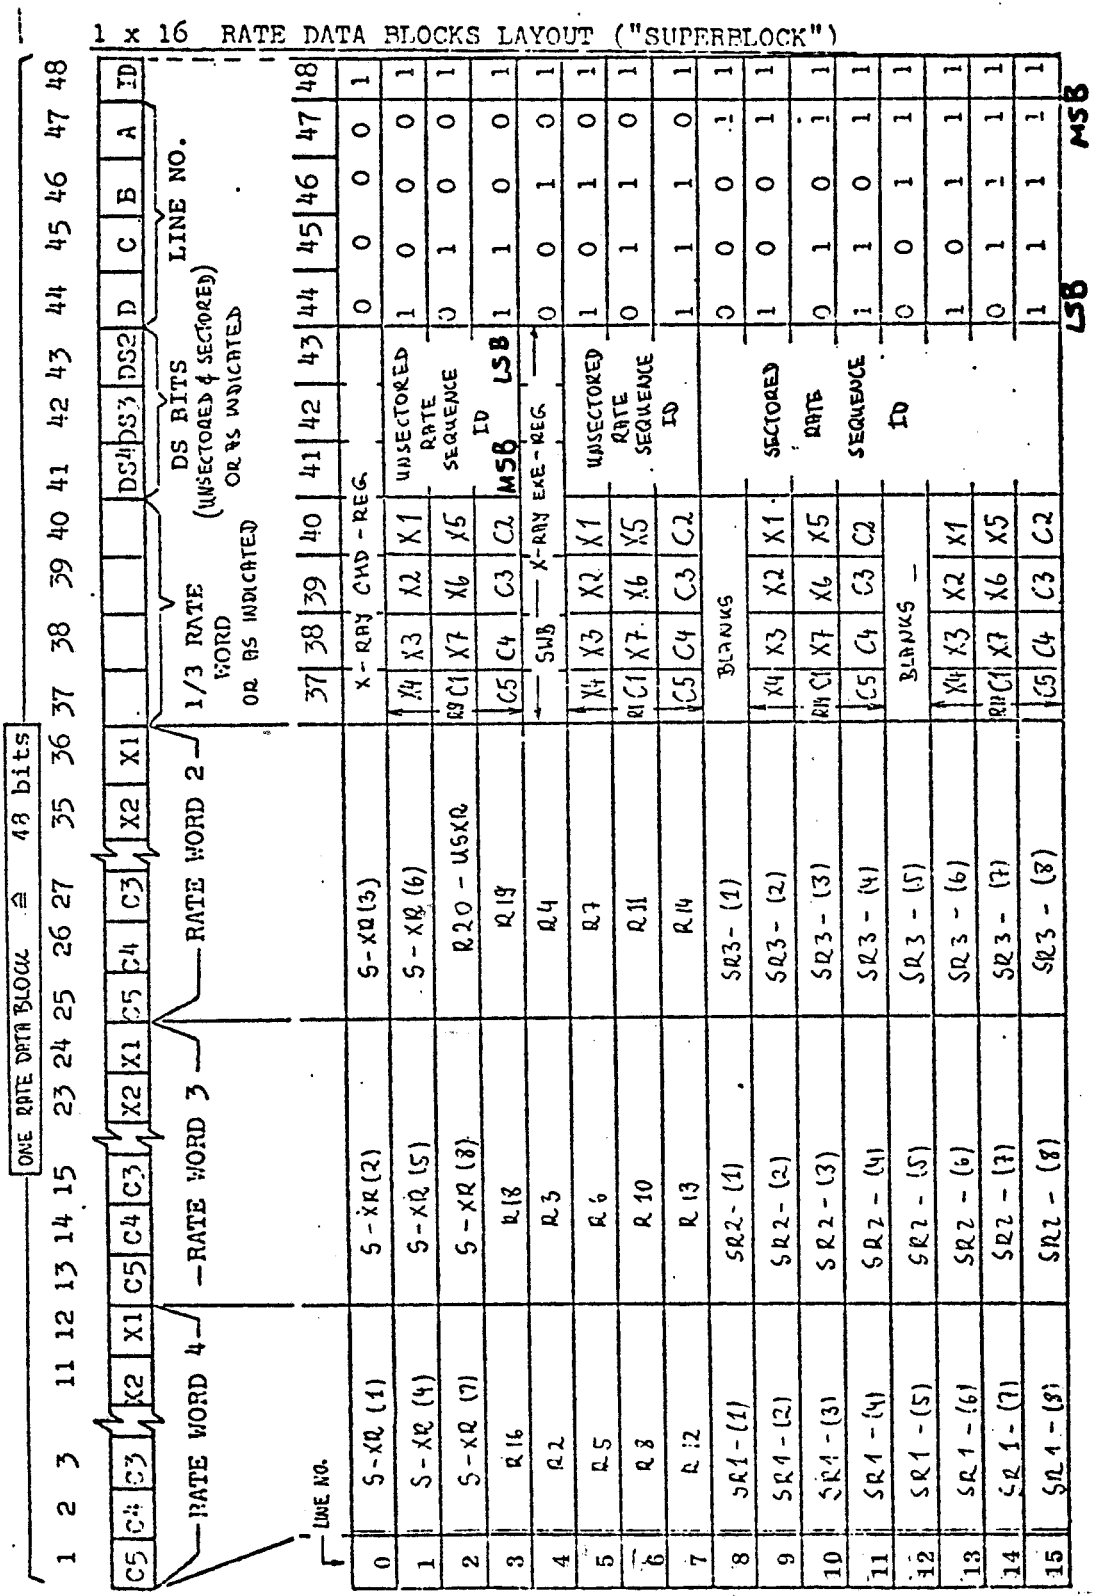 1 x 16 RATE DATA BLOCKS LAYOUT ("SUPERBLOCK")
ONE RATE DATA BLOCK ≙ 48 bits
1 2 3 11 12 13 14 15 23 24 25 26 27 35 36 37 38 39 40 41 42 43 44 45 46 47 48
C5 C4 C3 X2 X1 C5 C4 C3 X2 X1 C5 C4 C3 X2 X1 DS4 DS3 DS2 D C B A ID
RATE WORD 4
RATE WORD 3
RATE WORD 2
1/3 RATE
WORD
OR AS INDICATED
DS BITS
(UNSECTORED & SECTORED)
OR AS INDICATED
LINE NO.
LINE NO.
37 38 39 40 41 42 43 44 45 46 47 48
0 S-XR (1) S-XR (2) S-XR (3) X-RAY CMD-REG 0 0 0 0 1
1 S-XR (4) S-XR (5) S-XR (6) X4 X3 X2 X1 1 0 0 0 1
2 S-XR (7) S-XR (8) R20 - USXR R9 C1 X7 X6 X5 0 1 0 0 1
3 R16 R18 R19 C5 C4 C3 C2 1 1 0 0 1
UNSECTORED
RATE
SEQUENCE
ID
MSB LSB
4 R2 R3 R4 SWB X-RAY EXE-REG 0 0 1 0 1
5 R5 R6 R7 X4 X3 X2 X1 1 0 1 0 1
6 R8 R10 R11 R1 C1 X7 X6 X5 0 1 1 0 1
7 R12 R13 R14 C5 C4 C3 C2 1 1 1 0 1
UNSECTORED
RATE
SEQUENCE
ID
8 SR1-(1) SR2-(1) SR3-(1) BLANKS 0 0 0 1 1
9 SR1-(2) SR2-(2) SR3-(2) X4 X3 X2 X1 1 0 0 1 1
10 SR1-(3) SR2-(3) SR3-(3) C1 X7 X6 X5 0 1 0 1 1
11 SR1-(4) SR2-(4) SR3-(4) C5 C4 C3 C2 1 1 0 1 1
12 SR1-(5) SR2-(5) SR3-(5) BLANKS 0 0 1 1 1
13 SR1-(6) SR2-(6) SR3-(6) X4 X3 X2 X1 1 0 1 1 1
14 SR1-(7) SR2-(7) SR3-(7) C1 X7 X6 X5 0 1 1 1 1
15 SR1-(8) SR2-(8) SR3-(8) C5 C4 C3 C2 1 1 1 1 1
SECTORED
RATE
SEQUENCE
ID
LSB MSB